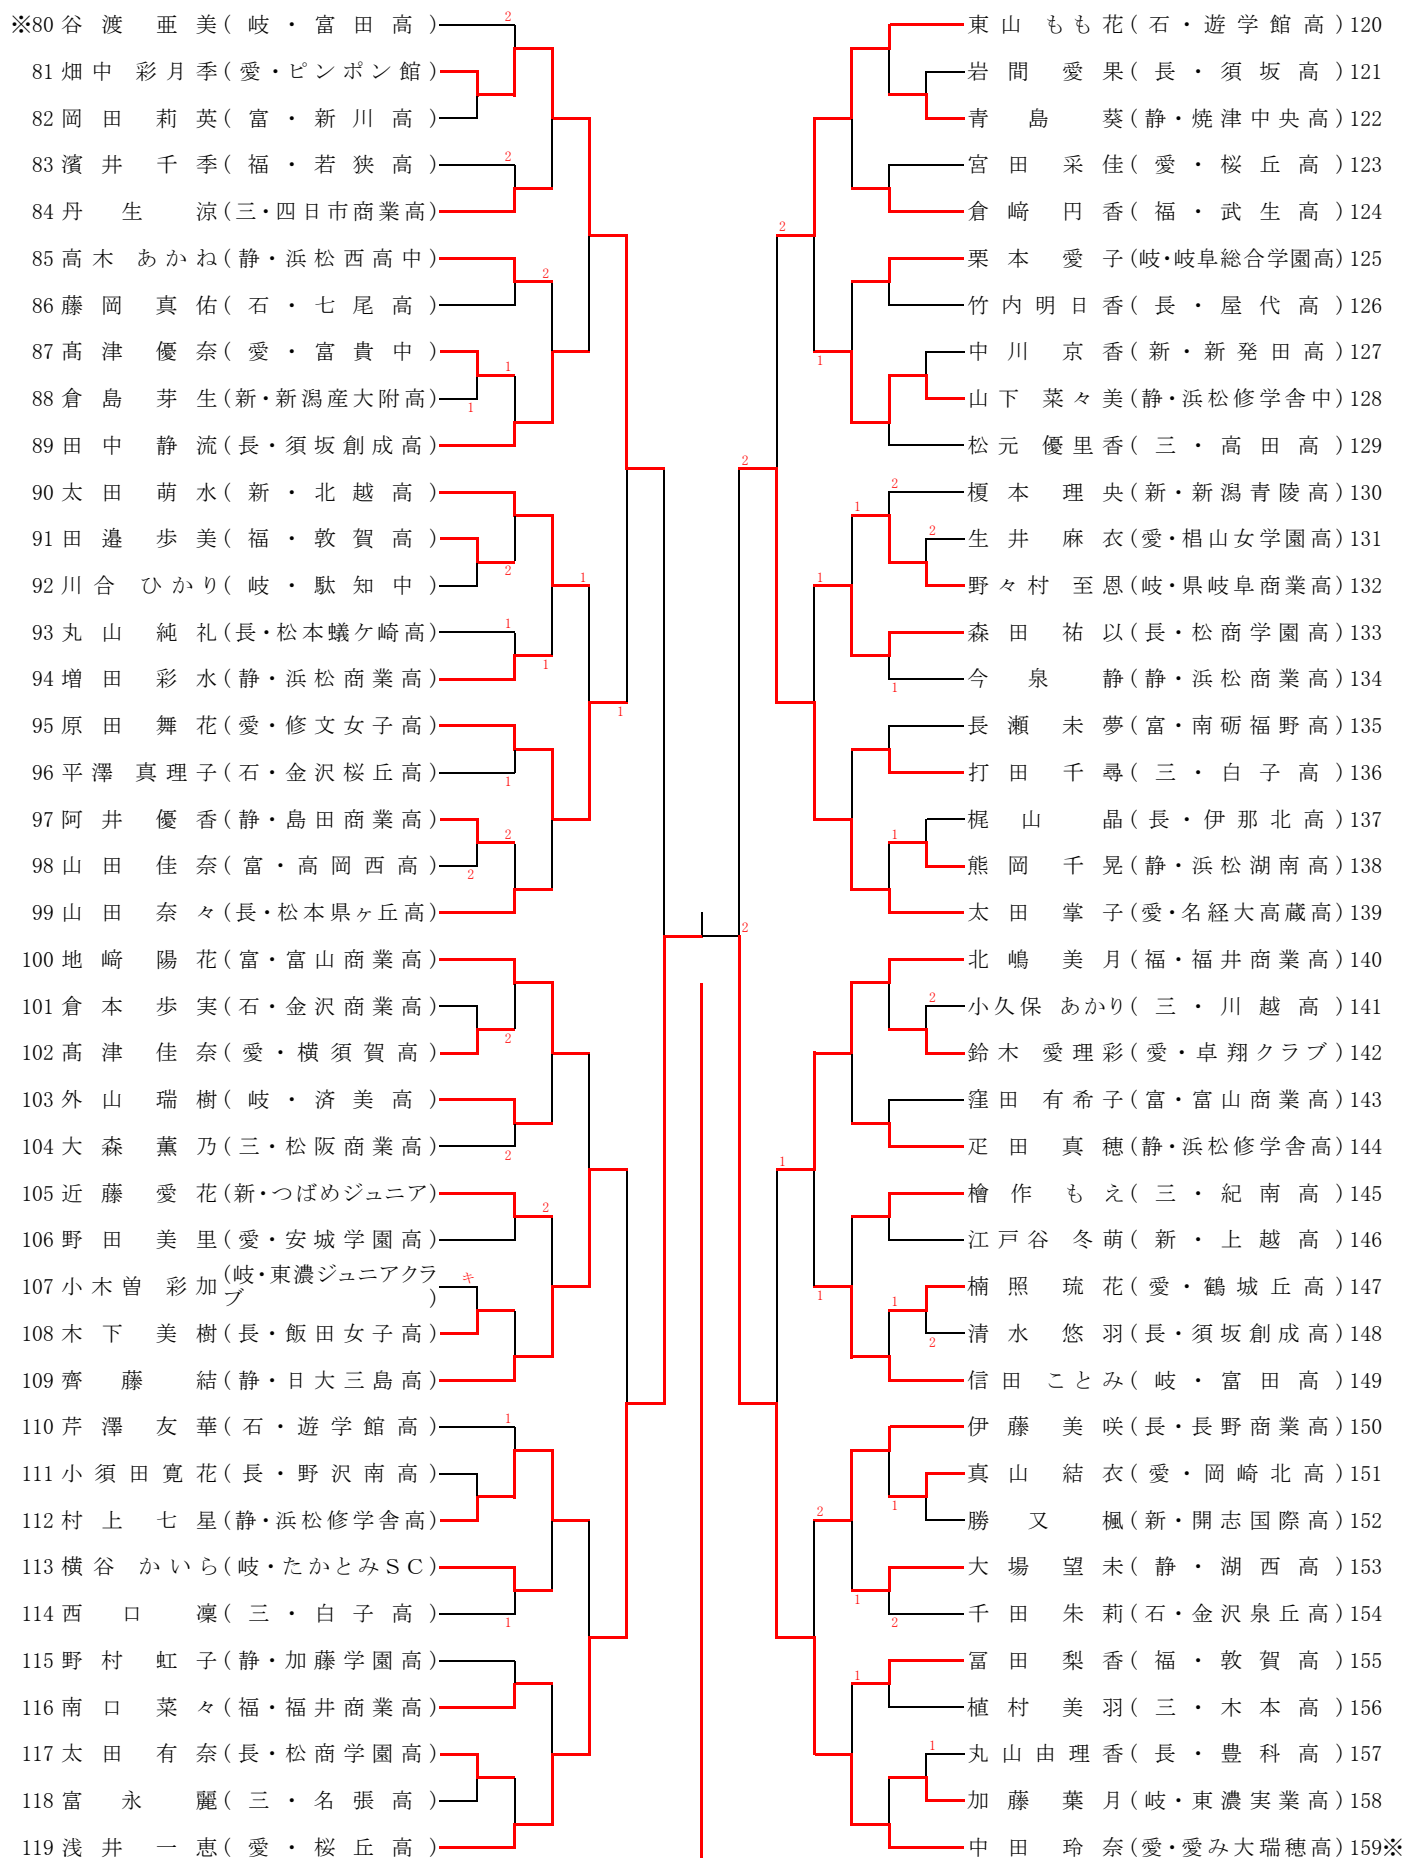 ※80 谷渡 亜美 (岐・富田高)
2
81 畑中 彩月季 (愛・ピンポン館)
82 岡田 莉英 (富・新川高)
83 濱井 千季 (福・若狭高)
2
84 丹生 涼 (三・四日市商業高)
85 高木 あかね (静・浜松西高中)
2
86 藤岡 真佑 (石・七尾高)
87 髙津 優奈 (愛・富貴中)
1
88 倉島 芽生 (新・新潟産大附高)
1
89 田中 静流 (長・須坂創成高)
90 太田 萌水 (新・北越高)
91 田邉 歩美 (福・敦賀高)
2
92 川合 ひかり (岐・駄知中)
1
93 丸山 純礼 (長・松本蟻ケ崎高)
1
1
94 増田 彩水 (静・浜松商業高)
1
95 原田 舞花 (愛・修文女子高)
96 平澤 真理子 (石・金沢桜丘高)
1
97 阿井 優香 (静・島田商業高)
2
98 山田 佳奈 (富・高岡西高)
2
99 山田 奈々 (長・松本県ヶ丘高)
100 地﨑 陽花 (富・富山商業高)
101 倉本 歩実 (石・金沢商業高)
2
102 髙津 佳奈 (愛・横須賀高)
103 外山 瑞樹 (岐・済美高)
104 大森 薫乃 (三・松阪商業高)
2
105 近藤 愛花 (新・つばめジュニア)
2
106 野田 美里 (愛・安城学園高)
107 小木曽 彩加 (岐・東濃ジュニアクラ
ブ)
キ
108 木下 美樹 (長・飯田女子高)
109 齊藤 結 (静・日大三島高)
110 芹澤 友華 (石・遊学館高)
1
111 小須田寛花 (長・野沢南高)
112 村上 七星 (静・浜松修学舎高)
113 横谷 かいら (岐・たかとみSC)
114 西口 凜 (三・白子高)
1
115 野村 虹子 (静・加藤学園高)
116 南口 菜々 (福・福井商業高)
117 太田 有奈 (長・松商学園高)
118 富永 麗 (三・名張高)
119 浅井 一恵 (愛・桜丘高)
東山 もも花 (石・遊学館高) 120
岩間 愛果 (長・須坂高) 121
青島 葵 (静・焼津中央高) 122
宮田 采佳 (愛・桜丘高) 123
倉﨑 円香 (福・武生高) 124
2
栗本 愛子 (岐・岐阜総合学園高) 125
竹内明日香 (長・屋代高) 126
中川 京香 (新・新発田高) 127
1
山下 菜々美 (静・浜松修学舎中) 128
松元 優里香 (三・高田高) 129
2
榎本 理央 (新・新潟青陵高) 130
2
1
生井 麻衣 (愛・椙山女学園高) 131
2
野々村 至恩 (岐・県岐阜商業高) 132
1
森田 祐以 (長・松商学園高) 133
今泉 静 (静・浜松商業高) 134
1
長瀬 未夢 (富・南砺福野高) 135
打田 千尋 (三・白子高) 136
梶山 晶 (長・伊那北高) 137
1
熊岡 千晃 (静・浜松湖南高) 138
太田 掌子 (愛・名経大高蔵高) 139
2
北嶋 美月 (福・福井商業高) 140
小久保 あかり (三・川越高) 141
2
鈴木 愛理彩 (愛・卓翔クラブ) 142
窪田 有希子 (富・富山商業高) 143
疋田 真穂 (静・浜松修学舎高) 144
1
檜作 もえ (三・紀南高) 145
江戸谷 冬萌 (新・上越高) 146
楠照 琉花 (愛・鶴城丘高) 147
1
1
清水 悠羽 (長・須坂創成高) 148
2
信田 ことみ (岐・富田高) 149
伊藤 美咲 (長・長野商業高) 150
真山 結衣 (愛・岡崎北高) 151
1
2
勝又 楓 (新・開志国際高) 152
大場 望未 (静・湖西高) 153
1
千田 朱莉 (石・金沢泉丘高) 154
2
冨田 梨香 (福・敦賀高) 155
1
植村 美羽 (三・木本高) 156
丸山由理香 (長・豊科高) 157
1
加藤 葉月 (岐・東濃実業高) 158
中田 玲奈 (愛・愛み大瑞穂高) 159※